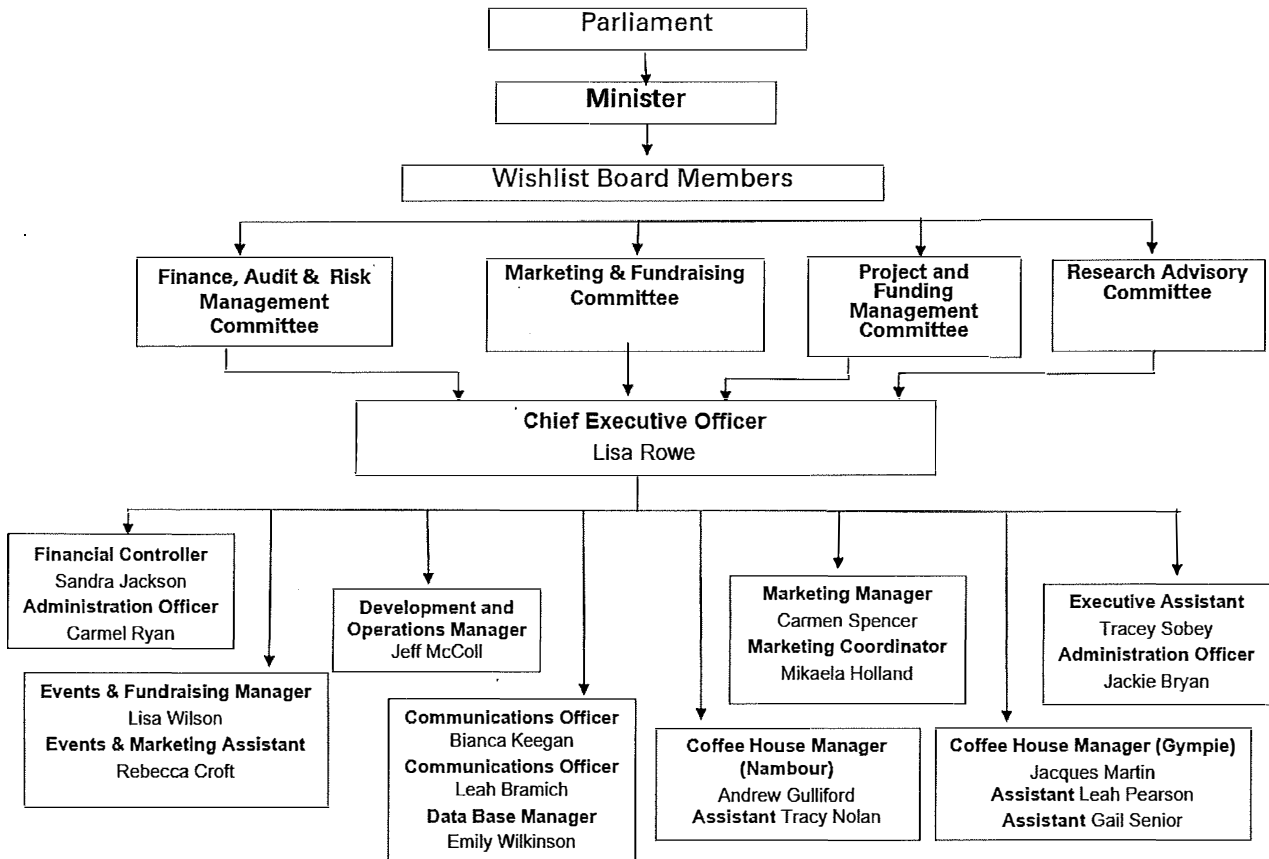 Parliament
Minister
Wishlist Board Members
Finance, Audit & Risk
Management
Committee
Marketing & Fundraising
Committee
Project and
Funding
Management
Committee
Research Advisory
Committee
Chief Executive Officer
Lisa Rowe
Financial Controller
Sandra Jackson
Administration Officer
Carmel Ryan
Events & Fundraising Manager
Lisa Wilson
Events & Marketing Assistant
Rebecca Croft
Development and
Operations Manager
Jeff McColl
Communications Officer
Bianca Keegan
Communications Officer
Leah Bramich
Data Base Manager
Emily Wilkinson
Coffee House Manager
(Nambour)
Andrew Gulliford
Assistant Tracy Nolan
Marketing Manager
Carmen Spencer
Marketing Coordinator
Mikaela Holland
Coffee House Manager (Gympie)
Jacques Martin
Assistant Leah Pearson
Assistant Gail Senior
Executive Assistant
Tracey Sobey
Administration Officer
Jackie Bryan